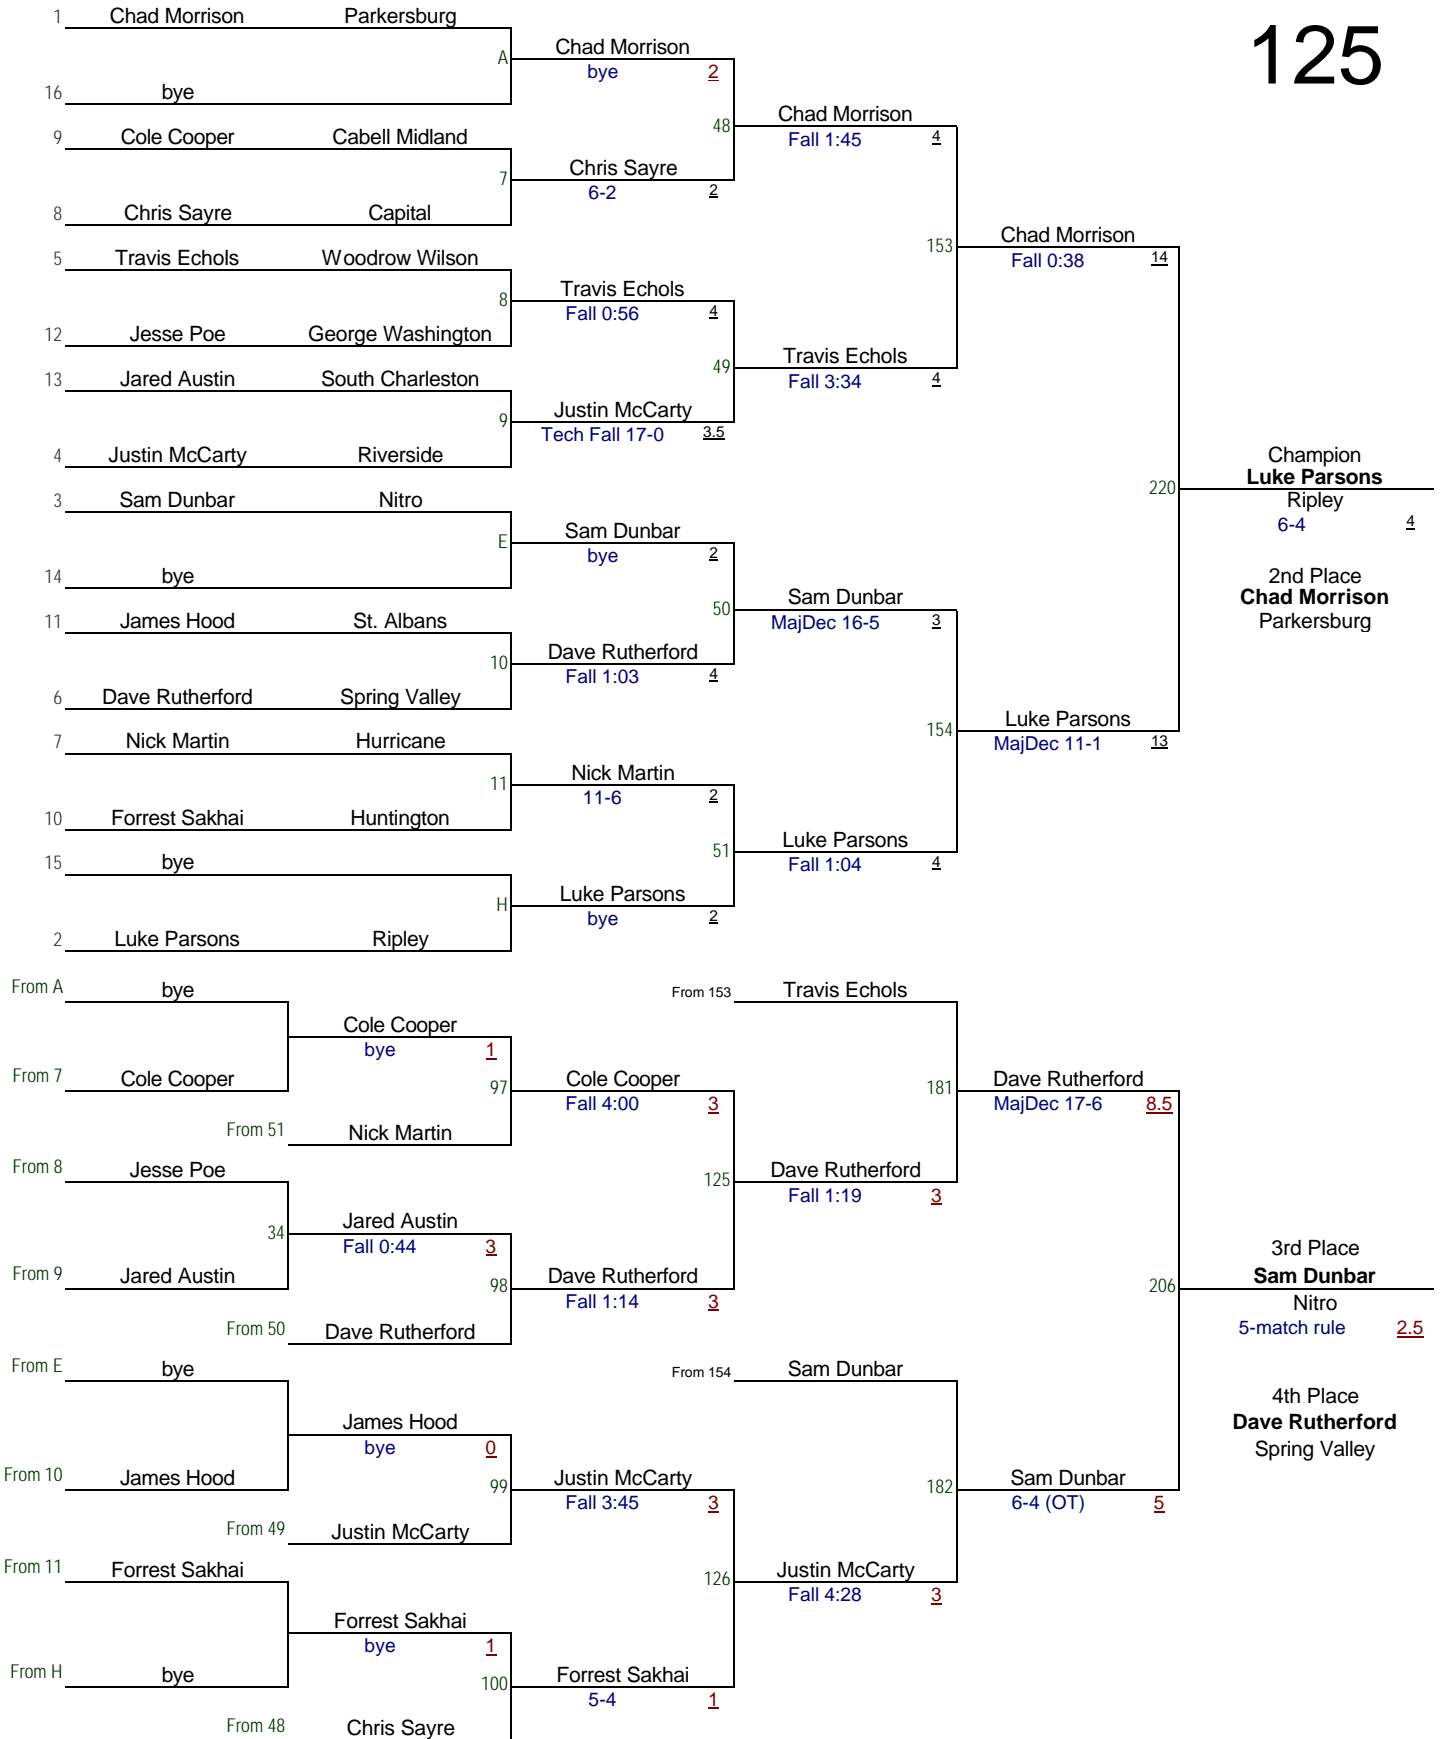 125
1 Chad Morrison Parkersburg
A Chad Morrison
bye 2
16 bye
48 Chad Morrison
Fall 1:45 4
9 Cole Cooper Cabell Midland
7 Chris Sayre
6-2 2
8 Chris Sayre Capital
153 Chad Morrison
Fall 0:38 14
5 Travis Echols Woodrow Wilson
8 Travis Echols
Fall 0:56 4
12 Jesse Poe George Washington
49 Travis Echols
Fall 3:34 4
13 Jared Austin South Charleston
9 Justin McCarty
Tech Fall 17-0 3.5
4 Justin McCarty Riverside
220 Champion
Luke Parsons
Ripley
6-4 4
2nd Place
Chad Morrison
Parkersburg
3 Sam Dunbar Nitro
E Sam Dunbar
bye 2
14 bye
50 Sam Dunbar
MajDec 16-5 3
11 James Hood St. Albans
10 Dave Rutherford
Fall 1:03 4
6 Dave Rutherford Spring Valley
154 Luke Parsons
MajDec 11-1 13
7 Nick Martin Hurricane
11 Nick Martin
11-6 2
10 Forrest Sakhai Huntington
51 Luke Parsons
Fall 1:04 4
15 bye
H Luke Parsons
bye 2
2 Luke Parsons Ripley
From A bye
From 153 Travis Echols
Cole Cooper
bye 1
From 7 Cole Cooper
97 Cole Cooper
Fall 4:00 3
181 Dave Rutherford
MajDec 17-6 8.5
From 51 Nick Martin
From 8 Jesse Poe
125 Dave Rutherford
Fall 1:19 3
34 Jared Austin
Fall 0:44 3
From 9 Jared Austin
98 Dave Rutherford
Fall 1:14 3
From 50 Dave Rutherford
206 3rd Place
Sam Dunbar
Nitro
5-match rule 2.5
4th Place
Dave Rutherford
Spring Valley
From E bye
From 154 Sam Dunbar
James Hood
bye 0
From 10 James Hood
99 Justin McCarty
Fall 3:45 3
182 Sam Dunbar
6-4 (OT) 5
From 49 Justin McCarty
From 11 Forrest Sakhai
126 Justin McCarty
Fall 4:28 3
Forrest Sakhai
bye 1
From H bye
100 Forrest Sakhai
5-4 1
From 48 Chris Sayre